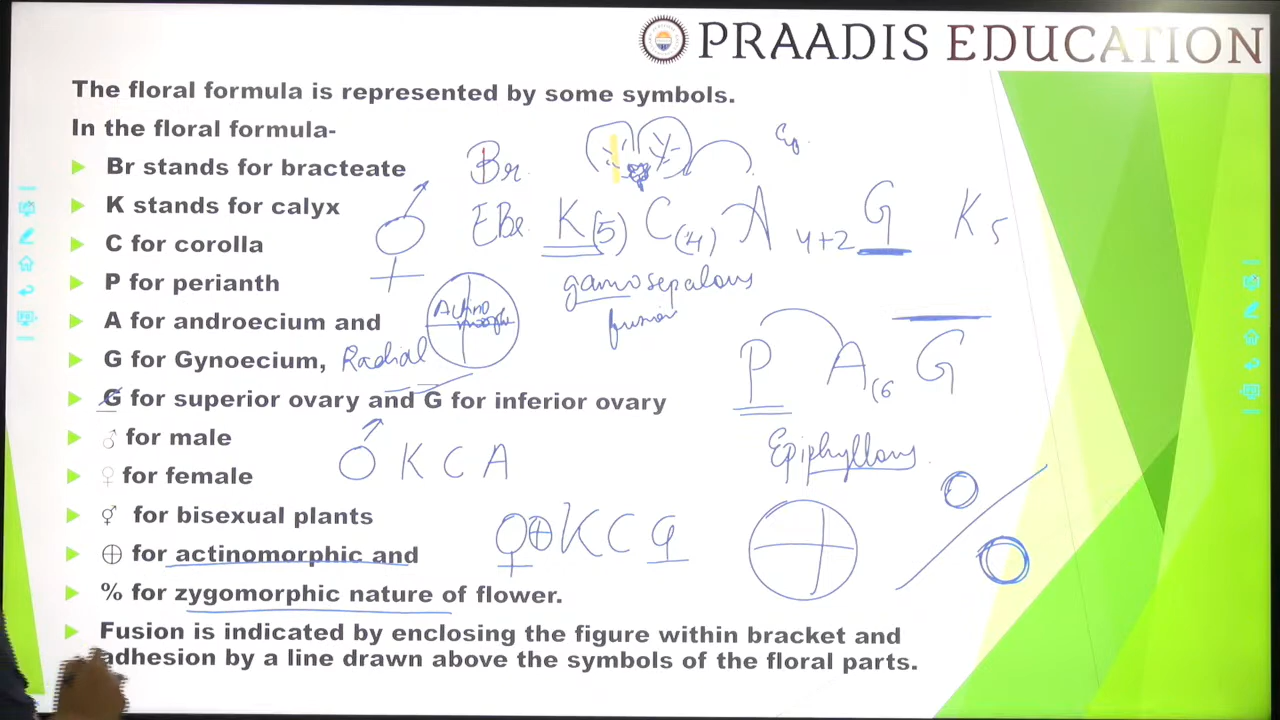 PRAADIS EDUCATION
The floral formula is represented by some symbols.
In the floral formula-
Br stands for bracteate
K stands for calyx
C for corolla
P for perianth
A for androecium and
G for Gynoecium,
G for superior ovary and G for inferior ovary
♂ for male
♀ for female
⚥ for bisexual plants
⊕ for actinomorphic and
% for zygomorphic nature of flower.
Fusion is indicated by enclosing the figure within bracket and
adhesion by a line drawn above the symbols of the floral parts.
Br
Ep.
EBr K(5) C(4) A 4+2 G K5
gamosepalous
fusion
Actino
Radial
P A (6 G
Epiphyllous
♂ K C A
♀ ⊕ K C G